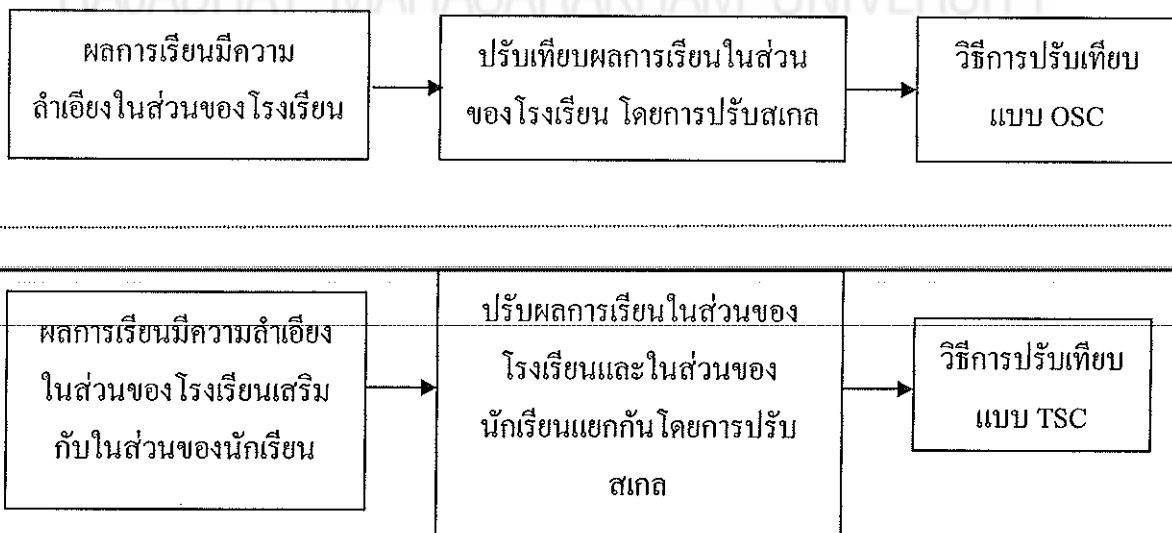 RAJABHAT MAHASARAKHAM UNIVERSITY
ผลการเรียนมีความ
ลำเอียงในส่วนของโรงเรียน
ปรับเทียบผลการเรียนในส่วน
ของโรงเรียน โดยการปรับสเกล
วิธีการปรับเทียบ
แบบ OSC
ผลการเรียนมีความลำเอียง
ในส่วนของโรงเรียนเสริม
กับในส่วนของนักเรียน
ปรับผลการเรียนในส่วนของ
โรงเรียนและในส่วนของ
นักเรียนแยกกันโดยการปรับ
สเกล
วิธีการปรับเทียบ
แบบ TSC